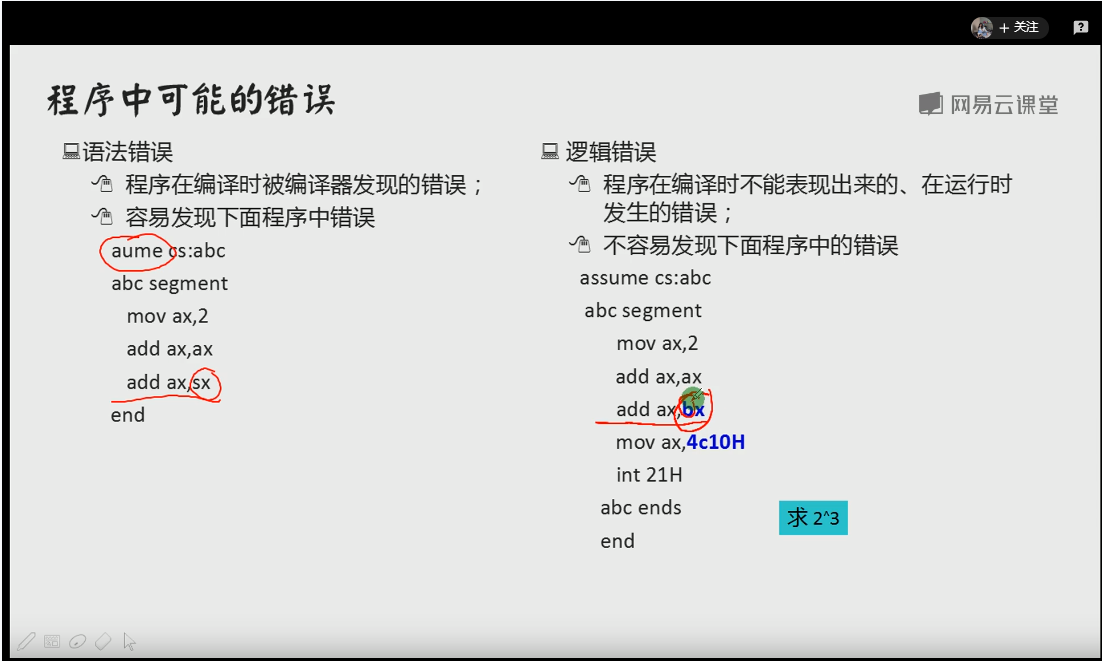 + 关注
?
程序中可能的错误
网易云课堂
语法错误
程序在编译时被编译器发现的错误；
容易发现下面程序中错误
aume cs:abc
abc segment
mov ax,2
add ax,ax
add ax,sx
end
逻辑错误
程序在编译时不能表现出来的、在运行时
发生的错误；
不容易发现下面程序中的错误
assume cs:abc
abc segment
mov ax,2
add ax,ax
add ax,bx
mov ax,4c10H
int 21H
abc ends
end
求 2^3